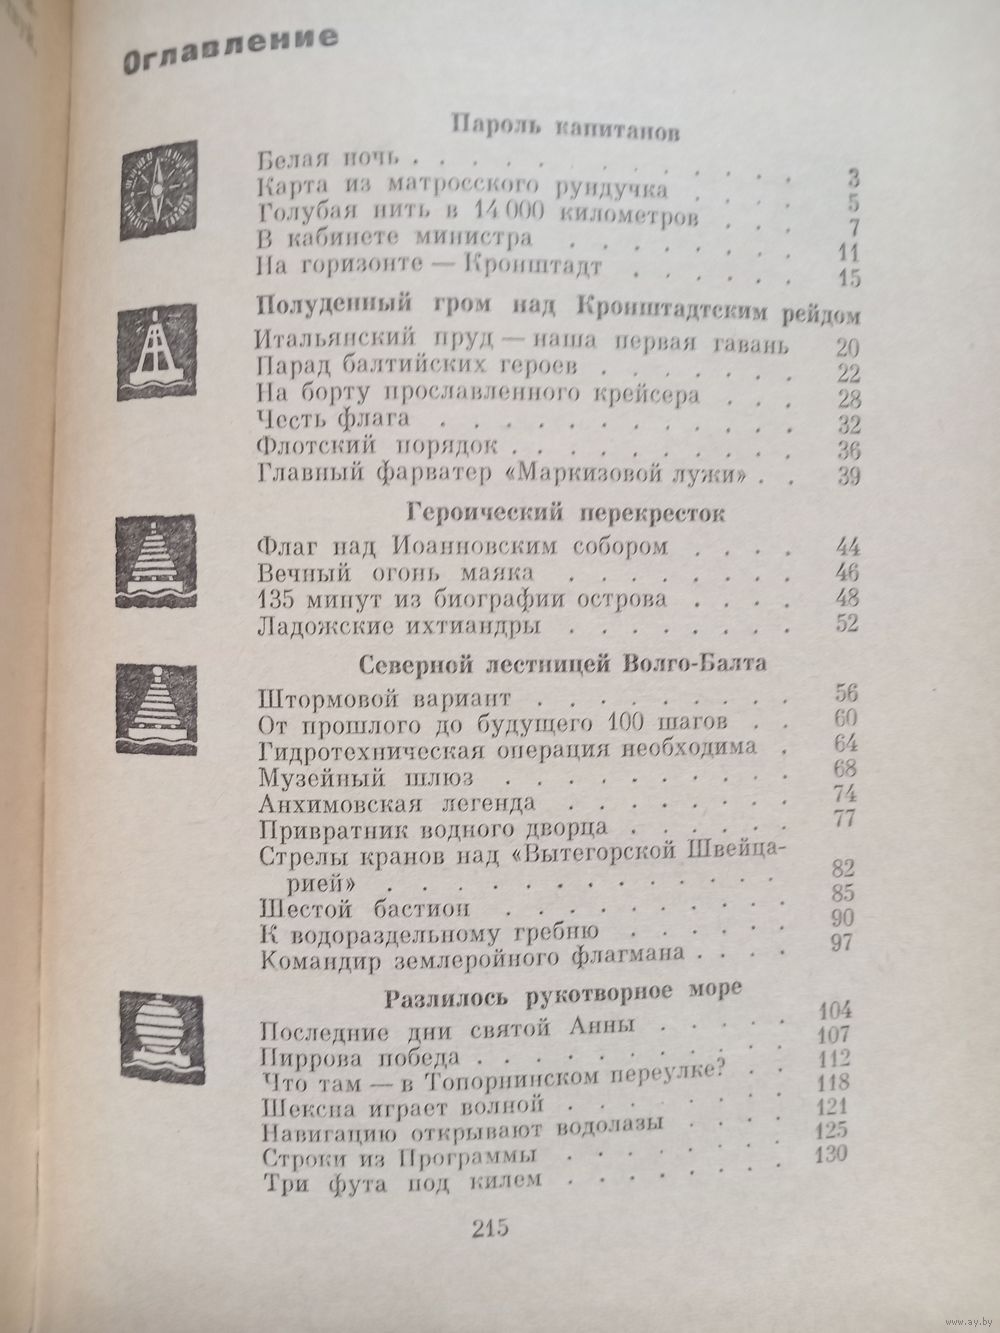 Оглавление
Пароль капитанов
Белая ночь . . . . . . . . . . . . 3
Карта из матросского рундучка . . . . 5
Голубая нить в 14 000 километров . . . 7
В кабинете министра . . . . . . . . 11
На горизонте — Кронштадт . . . . . . 15
Полуденный гром над Кронштадтским рейдом
Итальянский пруд — наша первая гавань 20
Парад балтийских героев . . . . . . . 22
На борту прославленного крейсера . . . 28
Честь флага . . . . . . . . . . . . 32
Флотский порядок . . . . . . . . . . 36
Главный фарватер «Маркизовой лужи» . . 39
Героический перекресток
Флаг над Иоанновским собором . . . . 44
Вечный огонь маяка . . . . . . . . 46
135 минут из биографии острова . . . . 48
Ладожские ихтиандры . . . . . . . . 52
Северной лестницей Волго-Балта
Штормовой вариант . . . . . . . . . 56
От прошлого до будущего 100 шагов . . 60
Гидротехническая операция необходима . 64
Музейный шлюз . . . . . . . . . . 68
Анхимовская легенда . . . . . . . . 74
Привратник водного дворца . . . . . . 77
Стрелы кранов над «Вытегорской Швейца-
рией» . . . . . . . . . . . . . 82
Шестой бастион . . . . . . . . . . 85
К водораздельному гребню . . . . . . 90
Командир землеройного флагмана . . . . 97
Разлилось рукотворное море
Последние дни святой Анны . . . . . 104
Пиррова победа . . . . . . . . . . 107
Что там — в Топорнинском переулке? . . 112
Шексна играет волной . . . . . . . . 118
Навигацию открывают водолазы . . . . 121
Строки из Программы . . . . . . . . 125
Три фута под килем . . . . . . . . 130
215
www.ay.by